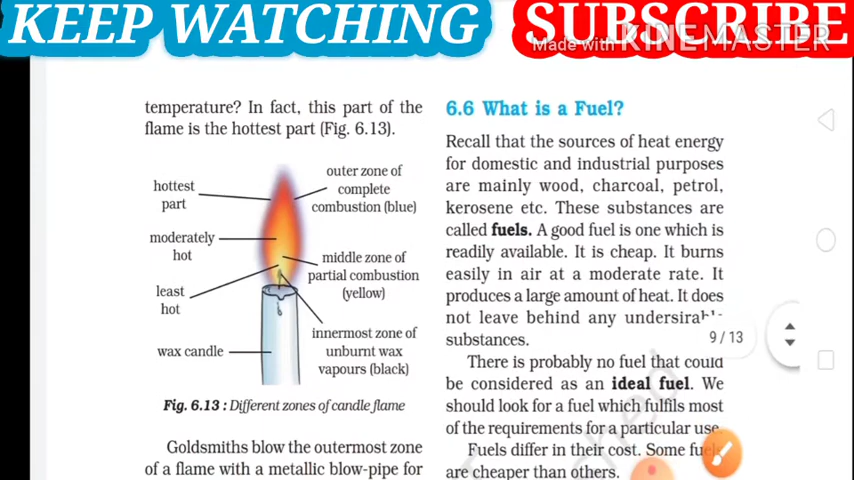 KEEP WATCHING
SUBSCRIBE
Made with KINEMASTER
temperature? In fact, this part of the
flame is the hottest part (Fig. 6.13).
hottest
part
moderately
hot
least
hot
wax candle
outer zone of
complete
combustion (blue)
middle zone of
partial combustion
(yellow)
innermost zone of
unburnt wax
vapours (black)
Fig. 6.13 : Different zones of candle flame
Goldsmiths blow the outermost zone
of a flame with a metallic blow-pipe for
6.6 What is a Fuel?
Recall that the sources of heat energy
for domestic and industrial purposes
are mainly wood, charcoal, petrol,
kerosene etc. These substances are
called fuels. A good fuel is one which is
readily available. It is cheap. It burns
easily in air at a moderate rate. It
produces a large amount of heat. It does
not leave behind any
substances.
9 / 13
There is probably no fuel that could
be considered as an ideal fuel. We
should look for a fuel which fulfils most
of the requirements for a particular use.
Fuels differ in their cost. Some fuels
are cheaper than others.